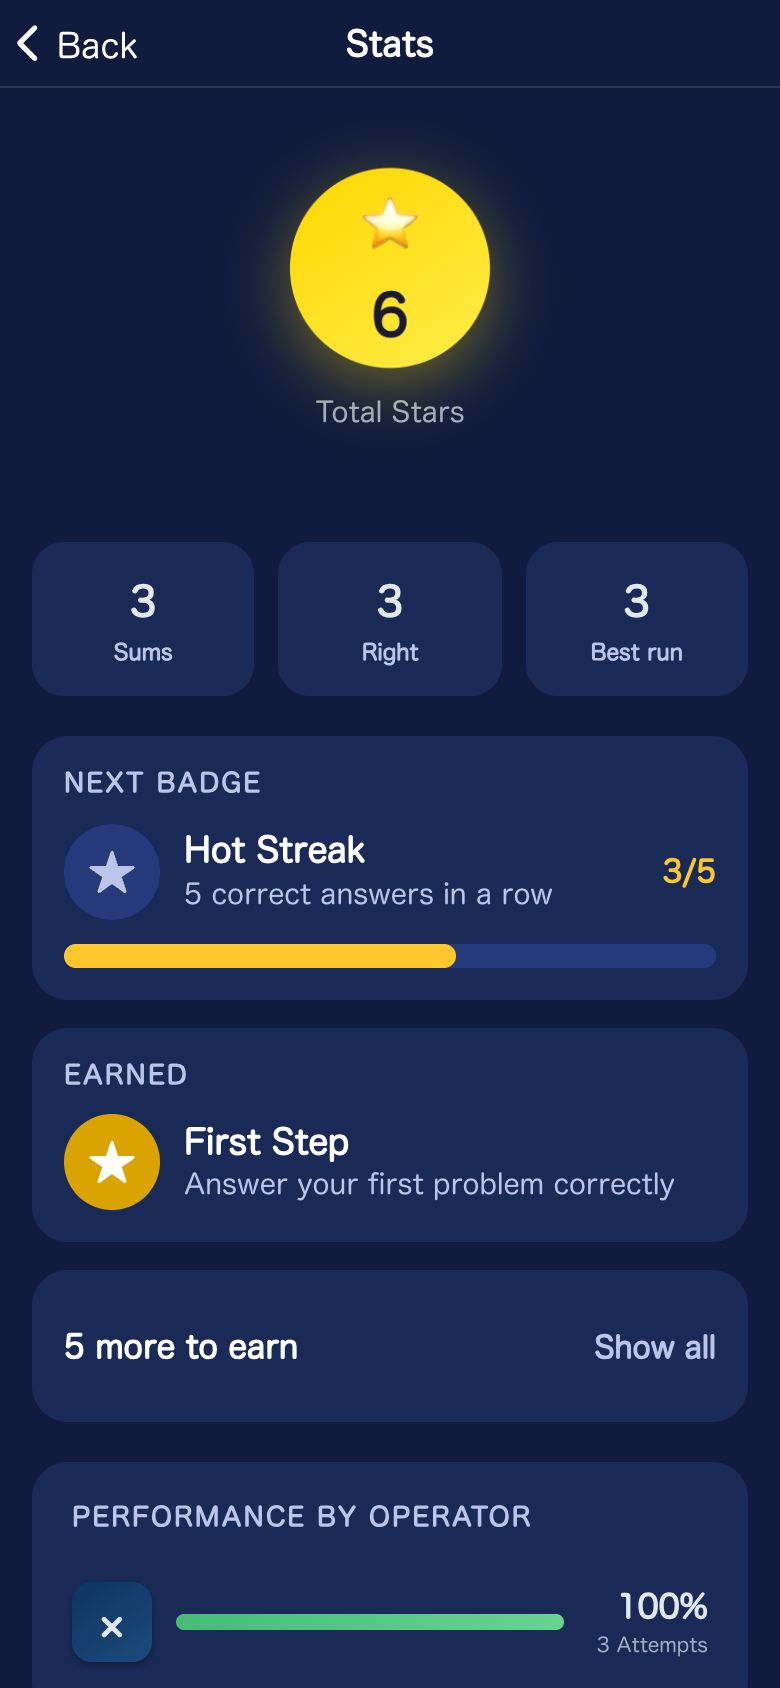 Back
Stats
6
Total Stars
3
Sums
3
Right
3
Best run
NEXT BADGE
Hot Streak
5 correct answers in a row
3/5
EARNED
First Step
Answer your first problem correctly
5 more to earn
Show all
PERFORMANCE BY OPERATOR
×
100%
3 Attempts